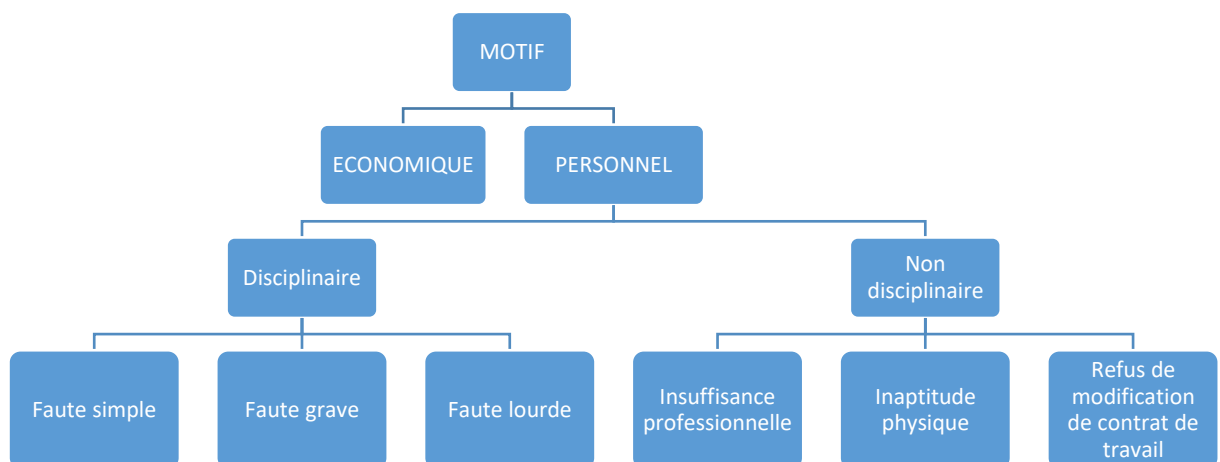 MOTIF
ECONOMIQUE
PERSONNEL
Disciplinaire
Non
disciplinaire
Faute simple
Faute grave
Faute lourde
Insuffisance
professionnelle
Inaptitude
physique
Refus de
modification
de contrat de
travail